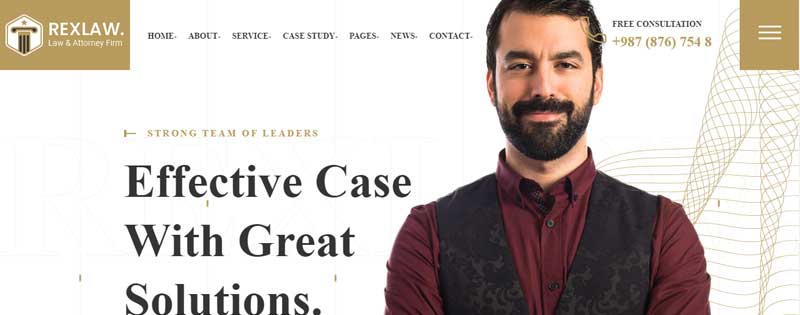 REXLAW.
Law & Attorney Firm
HOME
ABOUT
SERVICE
CASE STUDY
PAGES
NEWS
CONTACT
FREE CONSULTATION
+987 (876) 754 8
STRONG TEAM OF LEADERS
Effective Case
With Great
Solutions.